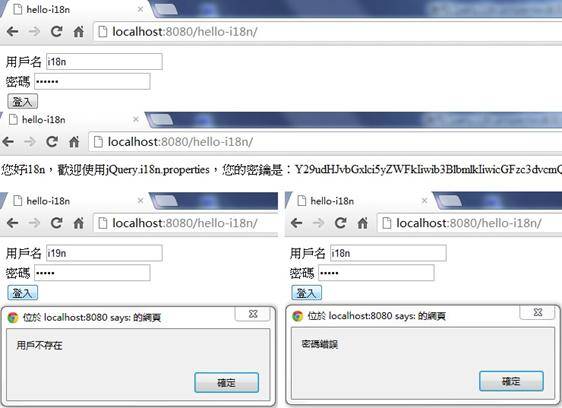 hello-i18n
localhost:8080/hello-i18n/
用戶名 i18n
密碼 ••••••
登入
hello-i18n
localhost:8080/hello-i18n/
您好i18n，歡迎使用jQuery.i18n.properties，您的密鑰是：
hello-i18n
localhost:8080/hello-i18n/
用戶名 i19n
密碼 •••••
登入
位於 localhost:8080 says: 的網頁
用戶不存在
確定
hello-i18n
localhost:8080/hello-i18n/
用戶名 i18n
密碼 •••••
登入
位於 localhost:8080 says: 的網頁
密碼錯誤
確定